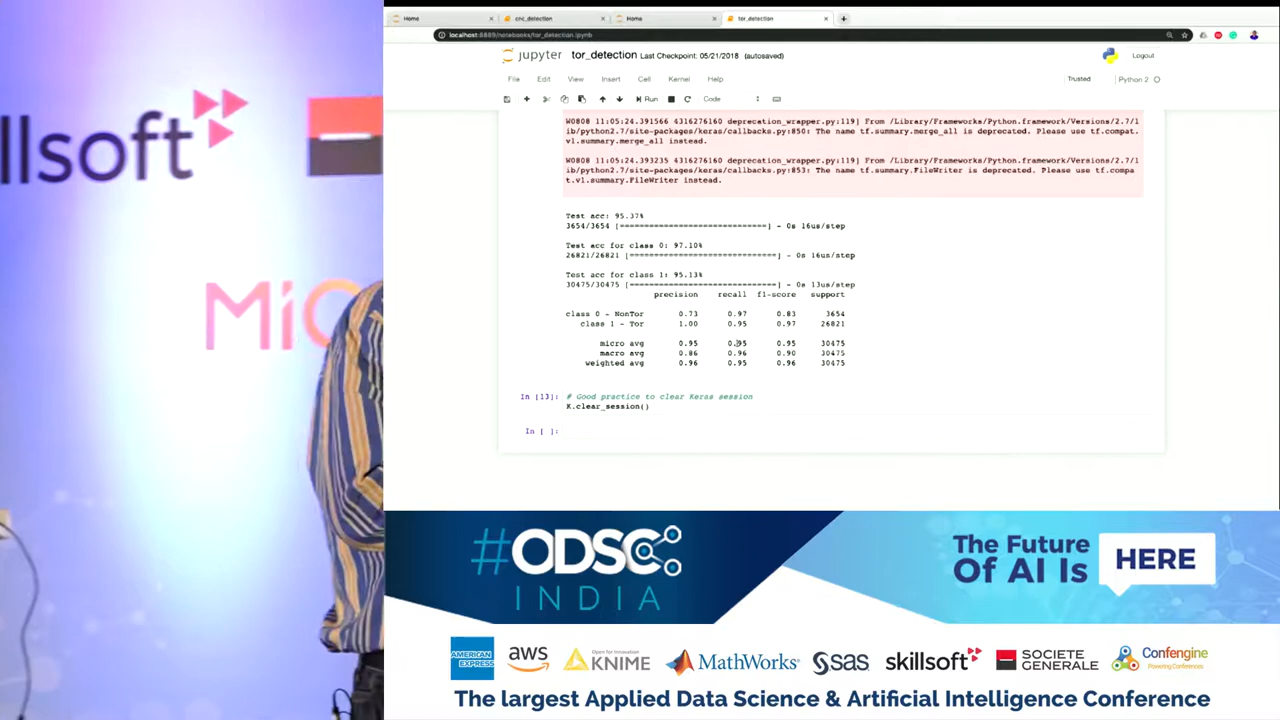 illsoft
MiC
Home
cnc_detection
Home
tor_detection
localhost:8889/notebooks/tor_detection.ipynb
jupyter tor_detection Last Checkpoint: 05/21/2018 (autosaved)
Logout
File Edit View Insert Cell Kernel Help
Trusted Python 2
Run Code
W0808 11:05:24.391566 4316276160 deprecation_wrapper.py:119] From /Library/Frameworks/Python.framework/Versions/2.7/l
ib/python2.7/site-packages/keras/callbacks.py:850: The name tf.summary.merge_all is deprecated. Please use tf.compat.
v1.summary.merge_all instead.
W0808 11:05:24.393235 4316276160 deprecation_wrapper.py:119] From /Library/Frameworks/Python.framework/Versions/2.7/l
ib/python2.7/site-packages/keras/callbacks.py:853: The name tf.summary.FileWriter is deprecated. Please use tf.compa
t.v1.summary.FileWriter instead.
Test acc: 95.37%
3654/3654 [==============================] - 0s 16us/step
Test acc for class 0: 97.10%
26821/26821 [==============================] - 0s 16us/step
Test acc for class 1: 95.13%
30475/30475 [==============================] - 0s 13us/step
precision recall f1-score support
class 0 - NonTor 0.73 0.97 0.83 3654
class 1 - Tor 1.00 0.95 0.97 26821
micro avg 0.95 0.95 0.95 30475
macro avg 0.86 0.96 0.90 30475
weighted avg 0.96 0.95 0.96 30475
In [13]: # Good practice to clear Keras session
K.clear_session()
In [ ]:
#ODSC
INDIA
The Future
Of AI Is
HERE
AMERICAN
EXPRESS
aws
Open for Innovation
KNIME
MathWorks
sas
skillsoft
SOCIETE
GENERALE
Confengine
Powering Conferences
The largest Applied Data Science & Artificial Intelligence Conference